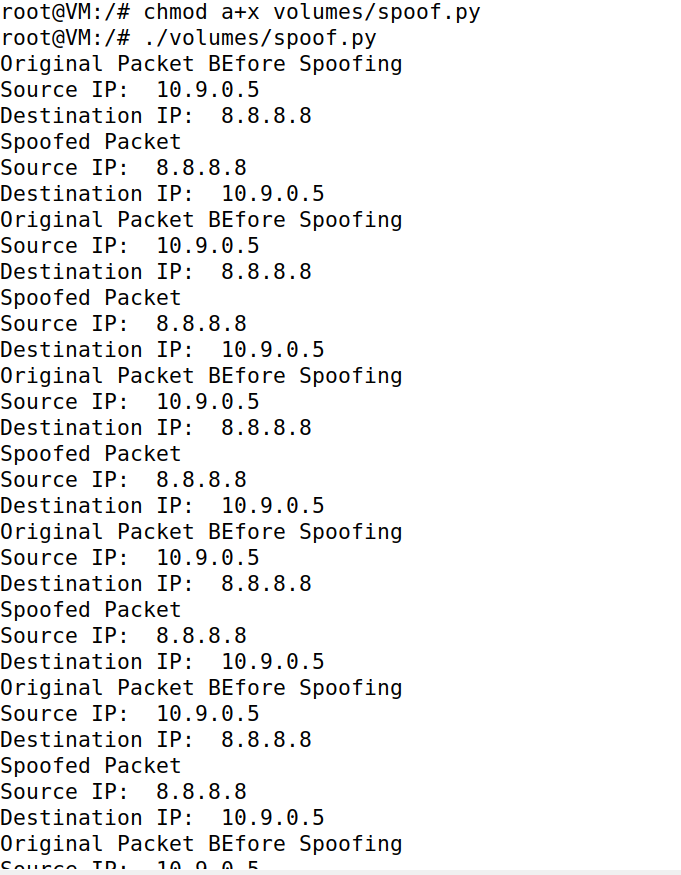 root@VM:/# chmod a+x volumes/spoof.py
root@VM:/# ./volumes/spoof.py
Original Packet BEfore Spoofing
Source IP:  10.9.0.5
Destination IP:  8.8.8.8
Spoofed Packet
Source IP:  8.8.8.8
Destination IP:  10.9.0.5
Original Packet BEfore Spoofing
Source IP:  10.9.0.5
Destination IP:  8.8.8.8
Spoofed Packet
Source IP:  8.8.8.8
Destination IP:  10.9.0.5
Original Packet BEfore Spoofing
Source IP:  10.9.0.5
Destination IP:  8.8.8.8
Spoofed Packet
Source IP:  8.8.8.8
Destination IP:  10.9.0.5
Original Packet BEfore Spoofing
Source IP:  10.9.0.5
Destination IP:  8.8.8.8
Spoofed Packet
Source IP:  8.8.8.8
Destination IP:  10.9.0.5
Original Packet BEfore Spoofing
Source IP:  10.9.0.5
Destination IP:  8.8.8.8
Spoofed Packet
Source IP:  8.8.8.8
Destination IP:  10.9.0.5
Original Packet BEfore Spoofing
Source IP:  10.9.0.5